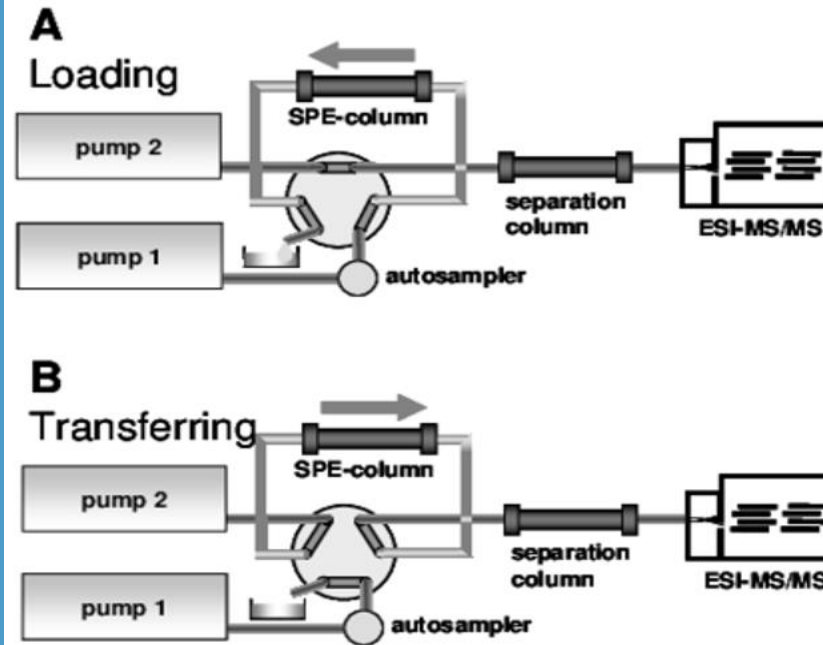 A
Loading
SPE-column
pump 2
separation
column
ESI-MS/MS
pump 1
autosampler
B
Transferring
SPE-column
pump 2
separation
column
ESI-MS/MS
pump 1
autosampler